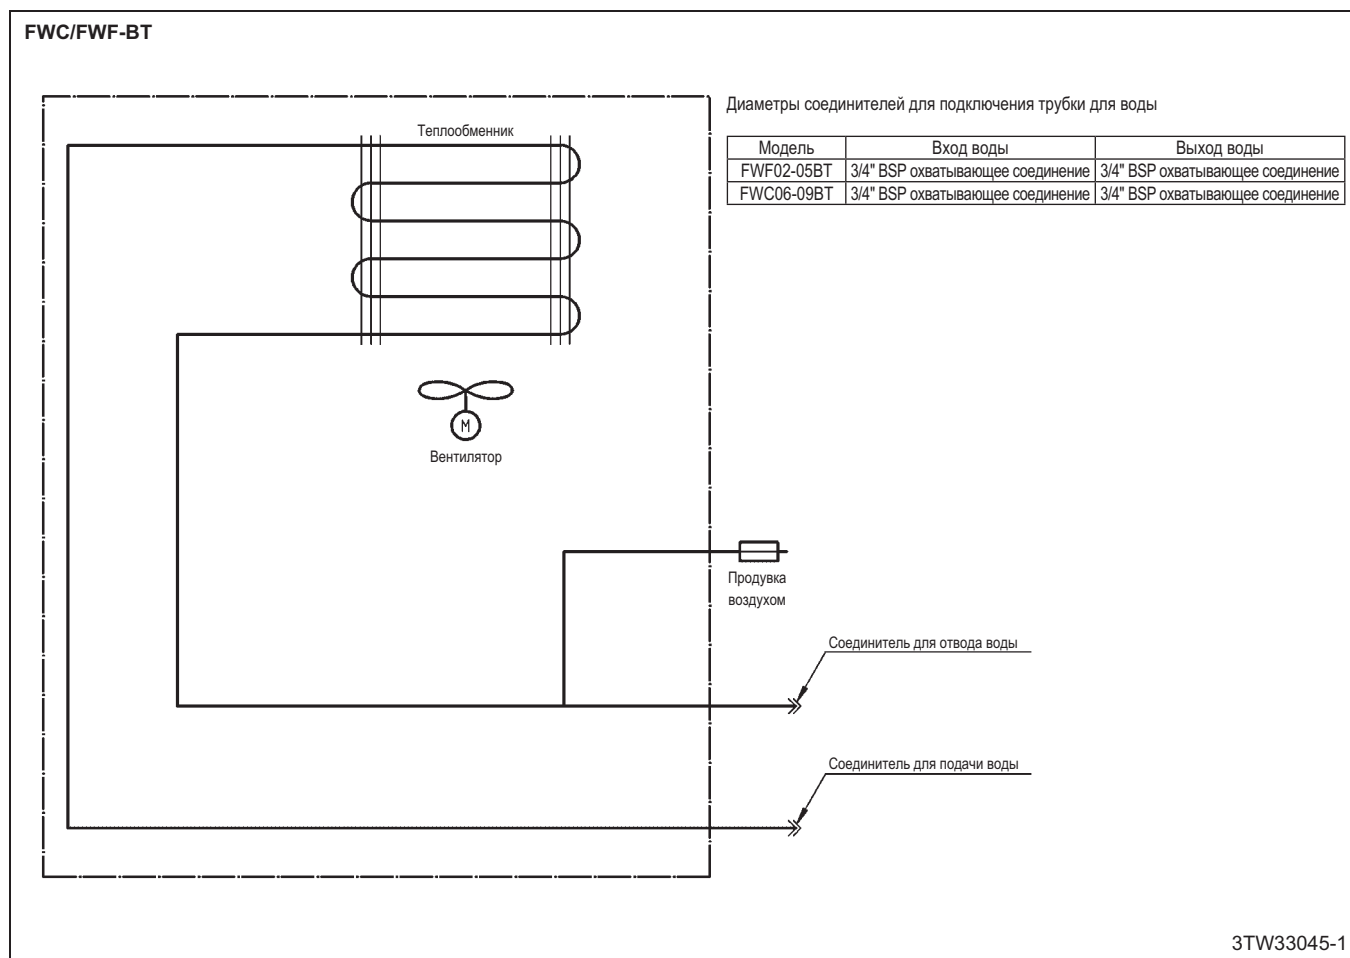 FWC/FWF-BT
Диаметры соединителей для подключения трубки для воды
Модель Вход воды Выход воды
FWF02-05BT 3/4" BSP охватывающее соединение 3/4" BSP охватывающее соединение
FWC06-09BT 3/4" BSP охватывающее соединение 3/4" BSP охватывающее соединение
Теплообменник
M
Вентилятор
Продувка
воздухом
Соединитель для отвода воды
Соединитель для подачи воды
3TW33045-1